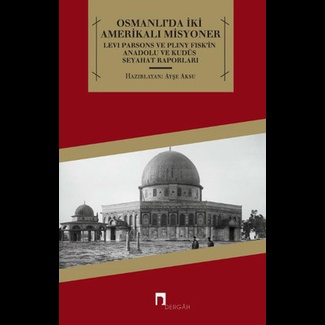 OSMANLI'DA İKİ
AMERİKALI MİSYONER
LEVI PARSONS VE PLINY FISK'İN
ANADOLU VE KUDÜS
SEYAHAT RAPORLARI
HAZIRLAYAN: AYŞE AKSU
DERGÂH